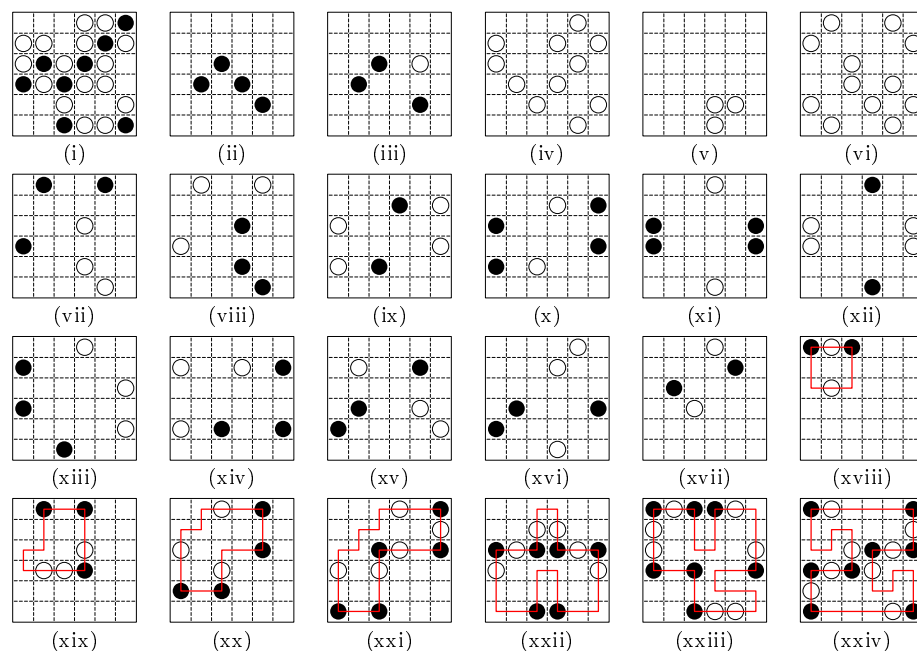 (i) (ii) (iii) (iv) (v) (vi)
(vii) (viii) (ix) (x) (xi) (xii)
(xiii) (xiv) (xv) (xvi) (xvii) (xviii)
(xix) (xx) (xxi) (xxii) (xxiii) (xxiv)